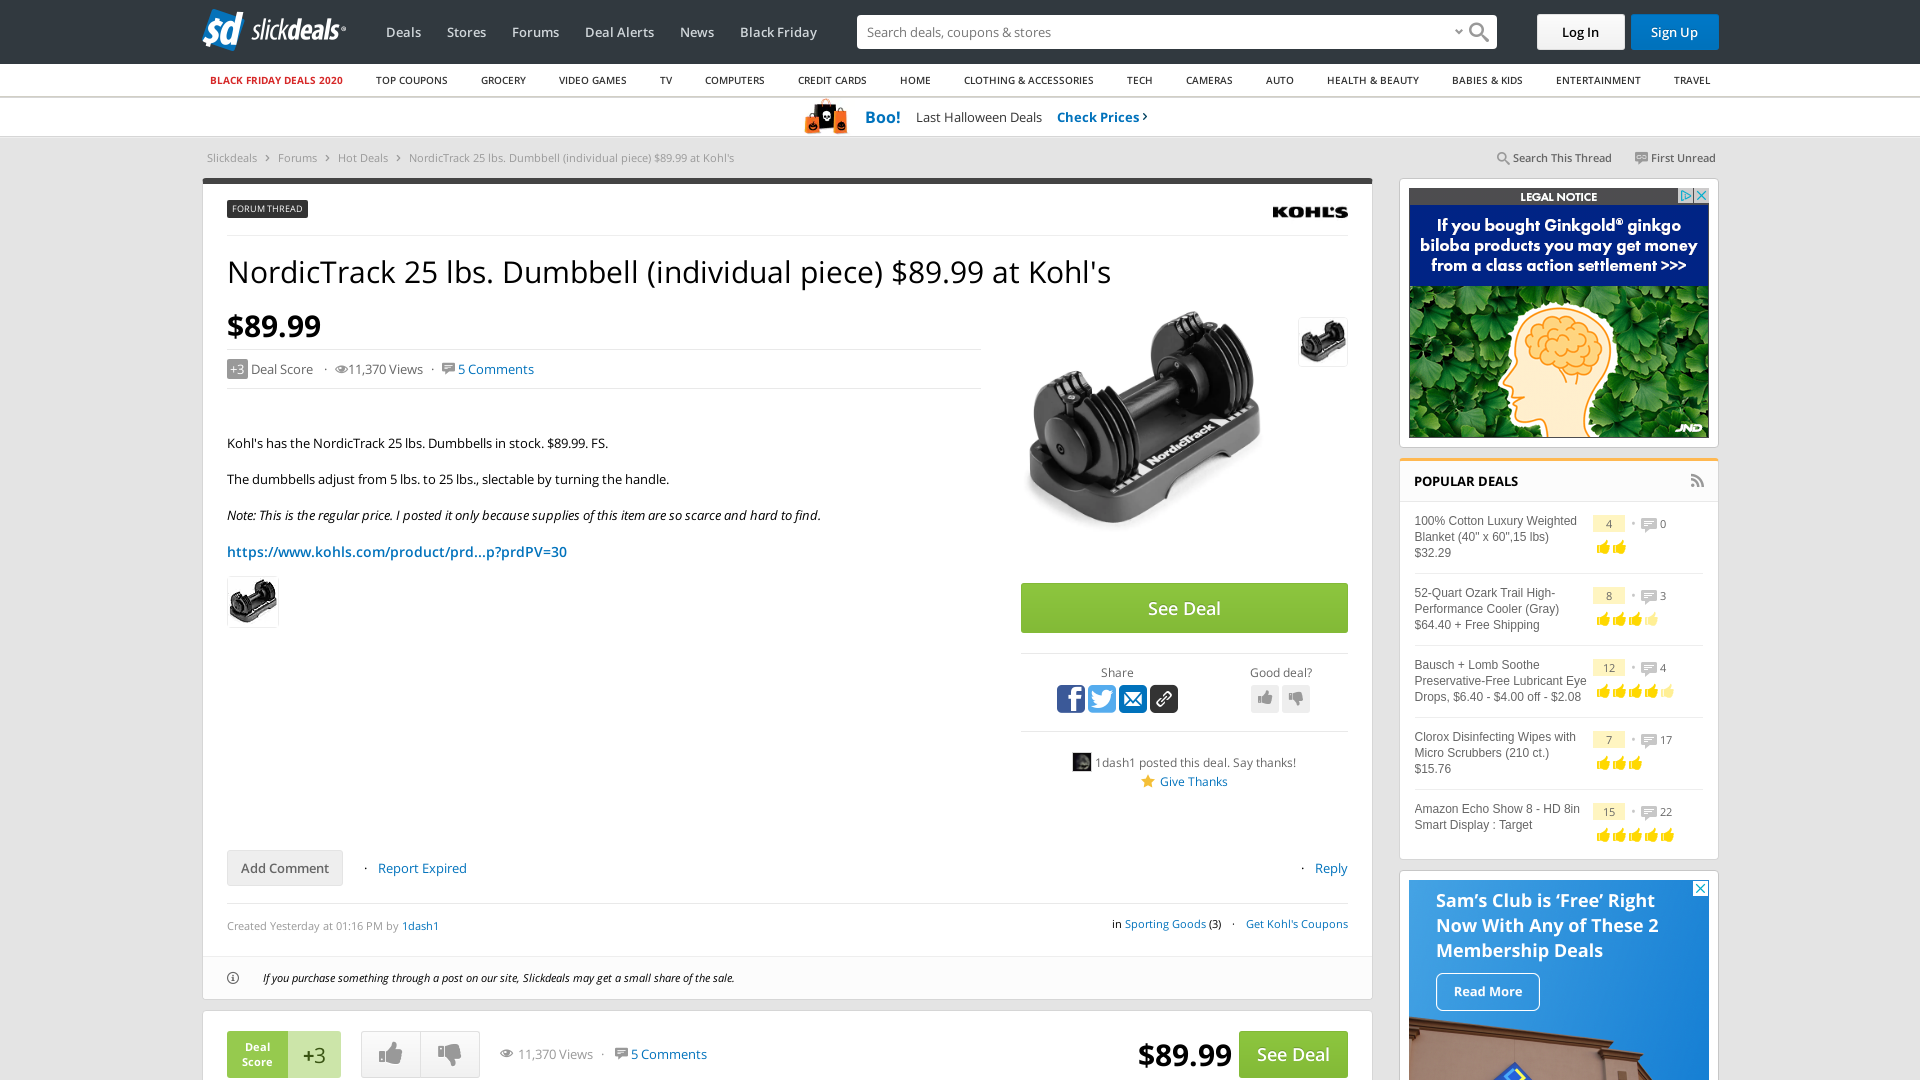 slickdeals
Deals
Stores
Forums
Deal Alerts
News
Black Friday
Search deals, coupons & stores
Log In
Sign Up
BLACK FRIDAY DEALS 2020
TOP COUPONS
GROCERY
VIDEO GAMES
TV
COMPUTERS
CREDIT CARDS
HOME
CLOTHING & ACCESSORIES
TECH
CAMERAS
AUTO
HEALTH & BEAUTY
BABIES & KIDS
ENTERTAINMENT
TRAVEL
Boo! Last Halloween Deals Check Prices
Slickdeals > Forums > Hot Deals > NordicTrack 25 lbs. Dumbbell (individual piece) $89.99 at Kohl's
Search This Thread
First Unread
FORUM THREAD
KOHL'S
NordicTrack 25 lbs. Dumbbell (individual piece) $89.99 at Kohl's
$89.99
+3 Deal Score · 11,370 Views · 5 Comments
Kohl's has the NordicTrack 25 lbs. Dumbbells in stock. $89.99. FS.
The dumbbells adjust from 5 lbs. to 25 lbs., slectable by turning the handle.
Note: This is the regular price. I posted it only because supplies of this item are so scarce and hard to find.
https://www.kohls.com/product/prd...p?prdPV=30
NordicTrack
See Deal
Share
Good deal?
1dash1 posted this deal. Say thanks!
Give Thanks
Add Comment · Report Expired
· Reply
Created Yesterday at 01:16 PM by 1dash1
in Sporting Goods (3) · Get Kohl's Coupons
If you purchase something through a post on our site, Slickdeals may get a small share of the sale.
Deal
Score
+3
11,370 Views · 5 Comments
$89.99
See Deal
LEGAL NOTICE
If you bought Ginkgold® ginkgo
biloba products you may get money
from a class action settlement >>>
JND
POPULAR DEALS
100% Cotton Luxury Weighted
Blanket (40" x 60",15 lbs)
$32.29
4 · 0
52-Quart Ozark Trail High-
Performance Cooler (Gray)
$64.40 + Free Shipping
8 · 3
Bausch + Lomb Soothe
Preservative-Free Lubricant Eye
Drops, $6.40 - $4.00 off - $2.08
12 · 4
Clorox Disinfecting Wipes with
Micro Scrubbers (210 ct.)
$15.76
7 · 17
Amazon Echo Show 8 - HD 8in
Smart Display : Target
15 · 22
Sam's Club is 'Free' Right
Now With Any of These 2
Membership Deals
Read More